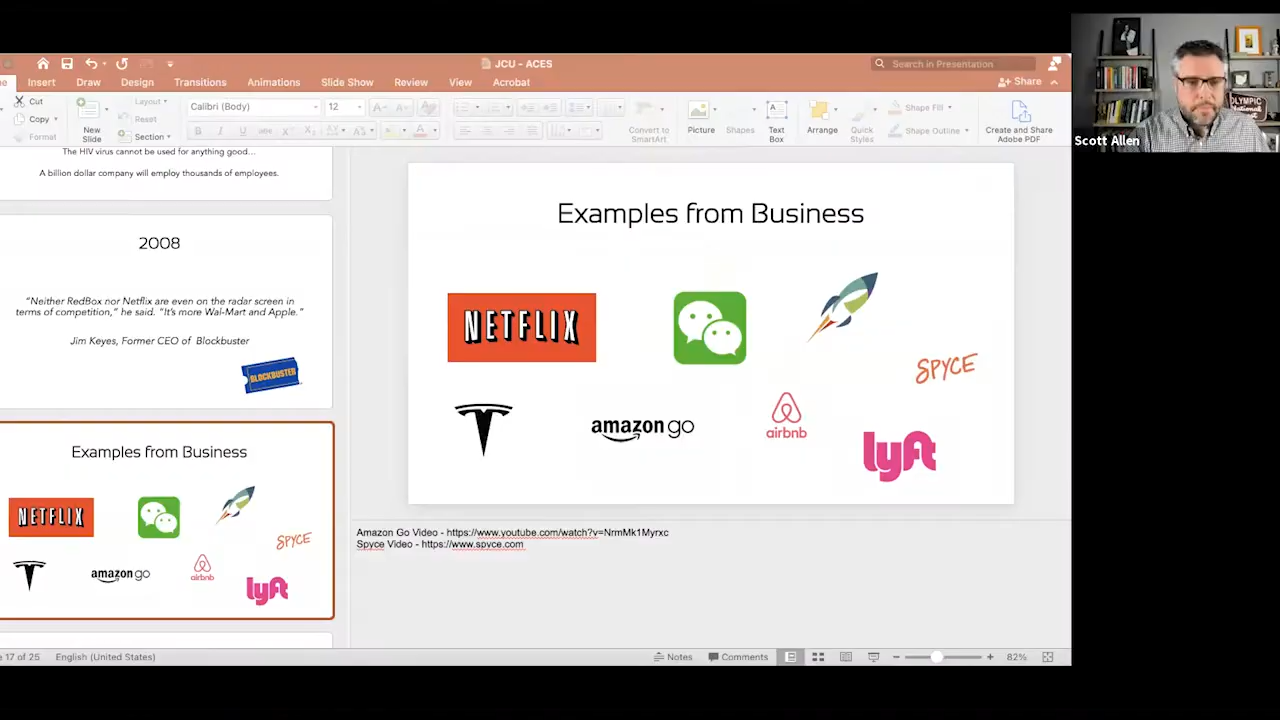 JCU - ACES
Search in Presentation
Insert Draw Design Transitions Animations Slide Show Review View Acrobat
Share
Cut
Copy
Format
New
Slide
Layout
Reset
Section
Calibri (Body) 12
Convert to
SmartArt
Picture
Shapes
Text
Box
Arrange
Quick
Styles
Shape Fill
Shape Outline
Create and Share
Adobe PDF
Scott Allen
OLYMPIC
The HIV virus cannot be used for anything good...
A billion dollar company will employ thousands of employees.
2008
“Neither RedBox nor Netflix are even on the radar screen in
terms of competition,” he said. “It’s more Wal-Mart and Apple.”
Jim Keyes, Former CEO of Blockbuster
BLOCKBUSTER
Examples from Business
NETFLIX
SPYCE
amazon go
airbnb
lyft
Examples from Business
NETFLIX
SPYCE
amazon go
airbnb
lyft
Amazon Go Video - https://www.youtube.com/watch?v=NrmMk1Myrxc
Spyce Video - https://www.spyce.com
17 of 25 English (United States)
Notes Comments 82%